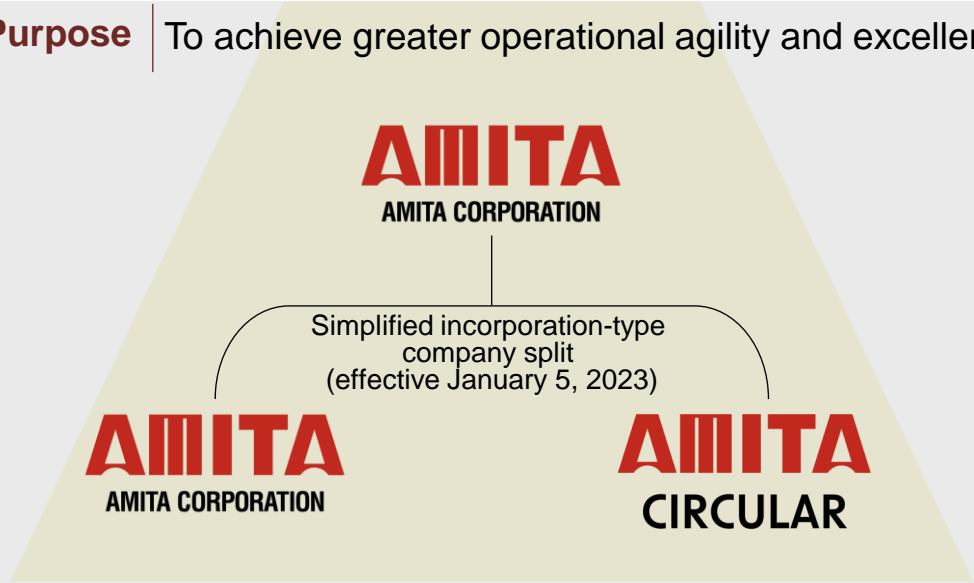 Purpose To achieve greater operational agility and
AMITA
AMITA CORPORATION
Simplified incorporation-type
company split
(effective January 5, 2023)
AMITA
AMITA CORPORATION
AMITA
CIRCULAR